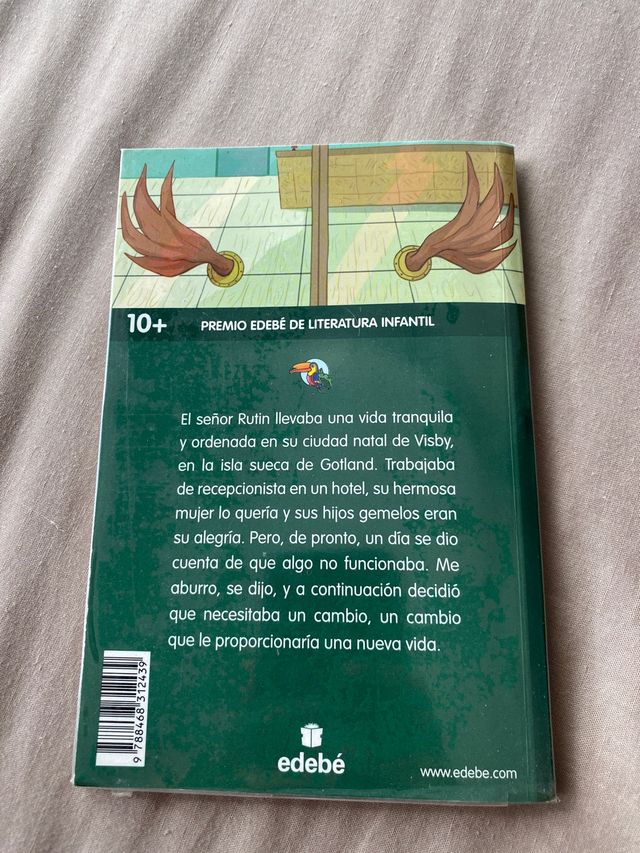 10+ PREMIO EDEBÉ DE LITERATURA INFANTIL
El señor Rutin llevaba una vida tranquila
y ordenada en su ciudad natal de Visby,
en la isla sueca de Gotland. Trabajaba
de recepcionista en un hotel, su hermosa
mujer lo quería y sus hijos gemelos eran
su alegría. Pero, de pronto, un día se dio
cuenta de que algo no funcionaba. Me
aburro, se dijo, y a continuación decidió
que necesitaba un cambio, un cambio
que le proporcionaría una nueva vida.
9 788468 312439
edebé
www.edebe.com